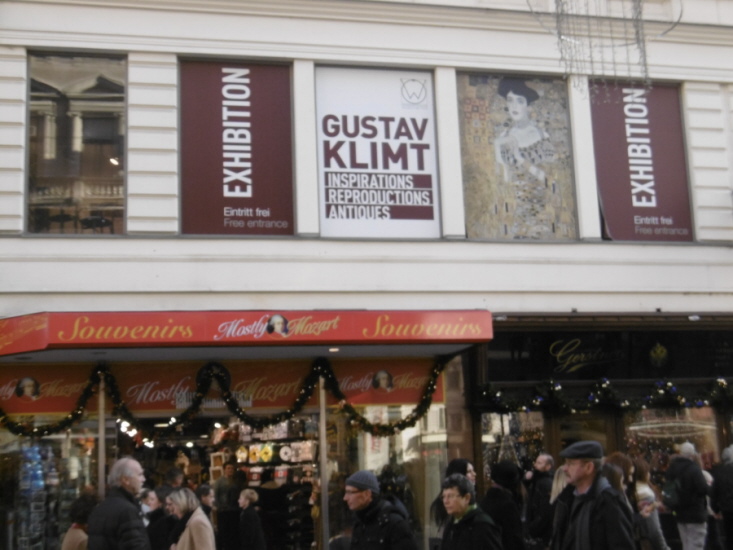 EXHIBITION
Eintritt frei
Free entrance
GUSTAV
KLIMT
INSPIRATIONS
REPRODUCTIONS
ANTIQUES
EXHIBITION
Eintritt frei
Free entrance
Souvenirs Mostly Mozart Souvenirs
Mozart Mostly Mozart